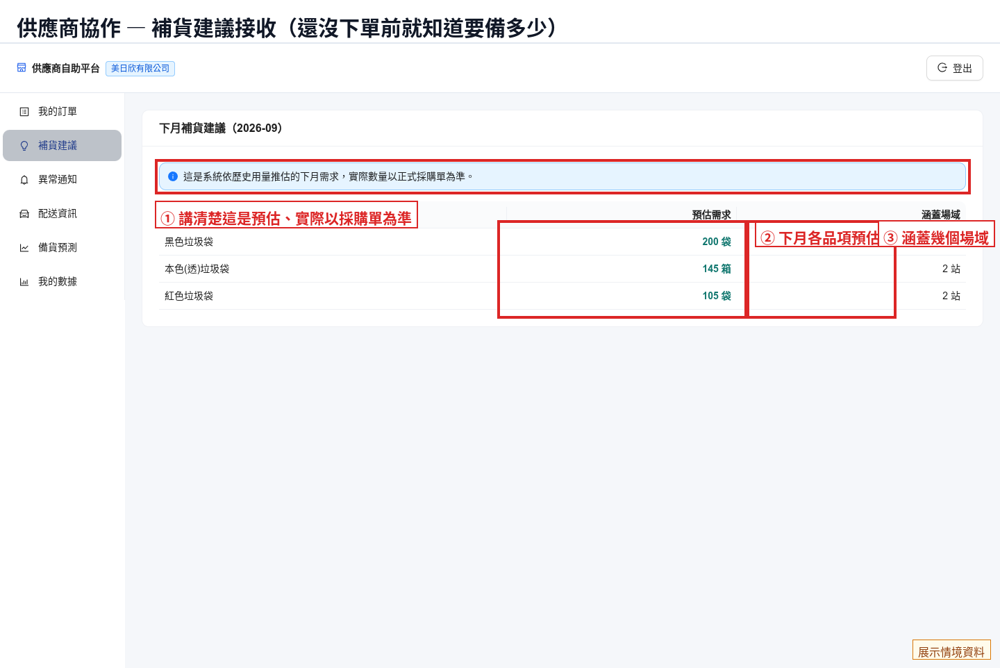 供應商協作 — 補貨建議接收（還沒下單前就知道要備多少）
供應商自助平台 美日欣有限公司
登出
我的訂單
補貨建議
異常通知
配送資訊
備貨預測
我的數據
下月補貨建議（2026-09）
這是系統依歷史用量推估的下月需求，實際數量以正式採購單為準。
① 講清楚這是預估、實際以採購單為準
預估需求 涵蓋場域
② 下月各品項預估
③ 涵蓋幾個場域
黑色垃圾袋 200 袋
本色(透)垃圾袋 145 箱 2 站
紅色垃圾袋 105 袋 2 站
展示情境資料